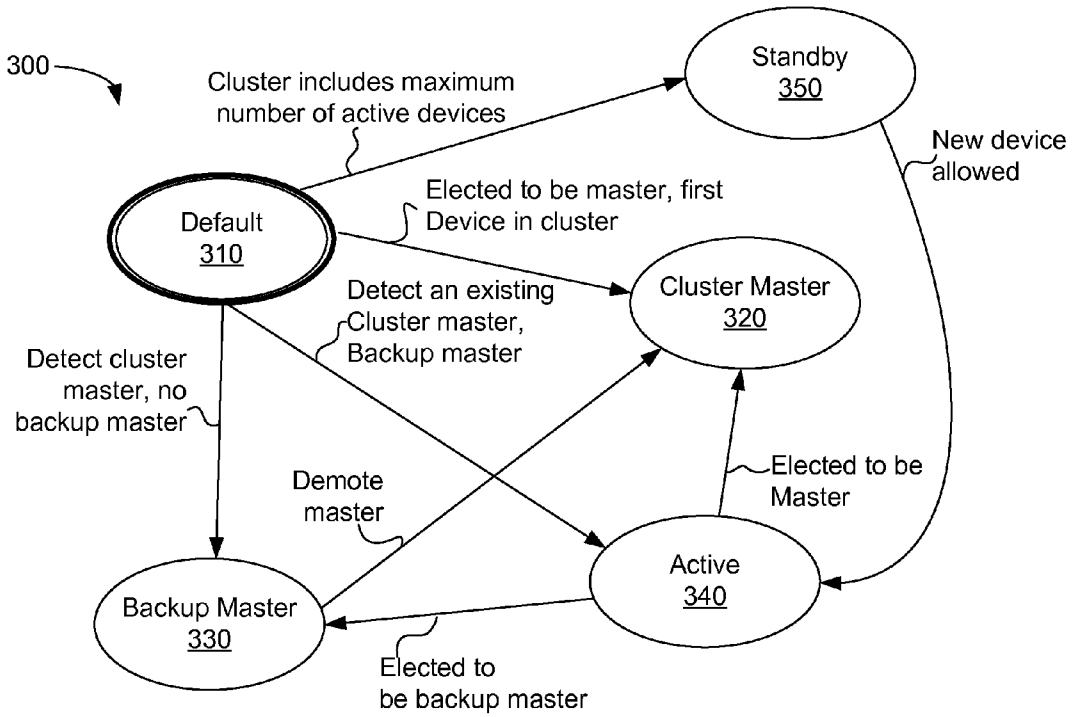 300
Standby
350
Cluster includes maximum
number of active devices
New device
allowed
Elected to be master, first
Device in cluster
Default
310
Cluster Master
320
Detect an existing
Cluster master,
Backup master
Detect cluster
master, no
backup master
Demote
master
Elected to be
Master
Active
340
Backup Master
330
Elected to
be backup master